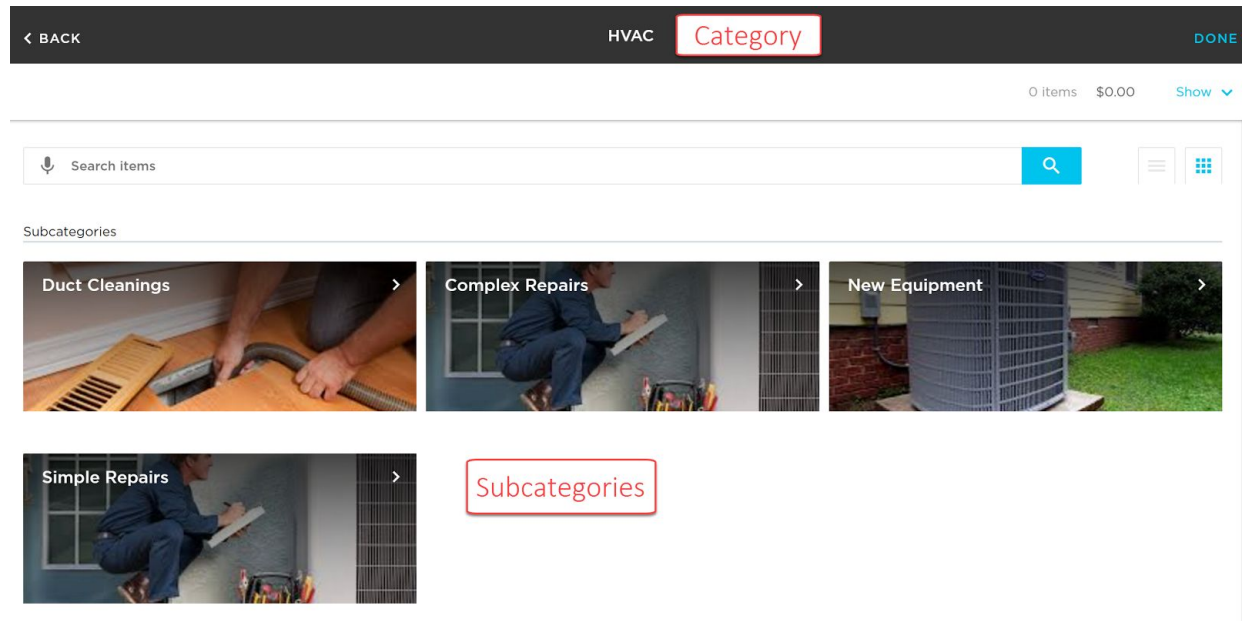 BACK
HVAC
Category
DONE
0 items $0.00 Show
Search items
Subcategories
Duct Cleanings
Complex Repairs
New Equipment
Simple Repairs
Subcategories